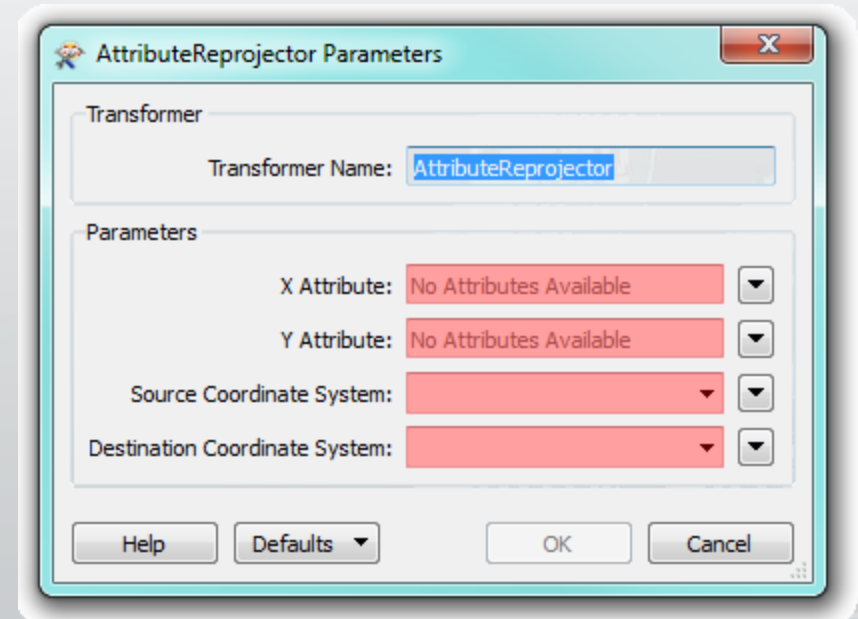 AttributeReprojector Parameters
Transformer
Transformer Name: AttributeReprojector
Parameters
X Attribute: No Attributes Available
Y Attribute: No Attributes Available
Source Coordinate System:
Destination Coordinate System:
Help Defaults OK Cancel